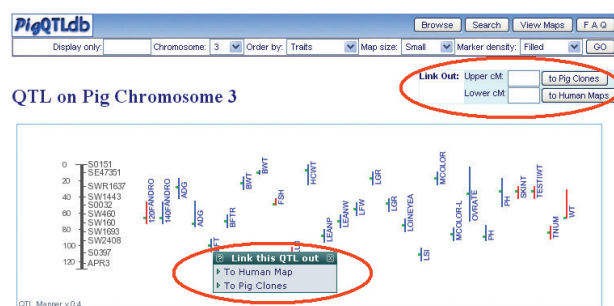 PigQTLdb
Browse Search View Maps F A Q
Display only: Chromosome: 3 Order by: Traits Map size: Small Marker density: Filled GO
Link Out: Upper cM: to Pig Clones
Lower cM: to Human Maps
QTL on Pig Chromosome 3
0 S0151
SE47351
20 SWR1637
SW1443
40 S0032
SW460
60 SW160
SW1693
80 SW2408
100 S0397
120 APR3
120FANDRO
140FANDRO
ADG
ADG
BFTR
BWT
BWT
FSH
HCWT
LEANP
LEANW
LFW
LGR
LGR
LOINEYEA
LSI
MCOLOR
MCOLOR-L
OVRATE
PH
PH
SKINT
TESTIWT
TNUM
WT
? Link this QTL out
To Human Map
To Pig Clones
QTL Mapper v.0.4